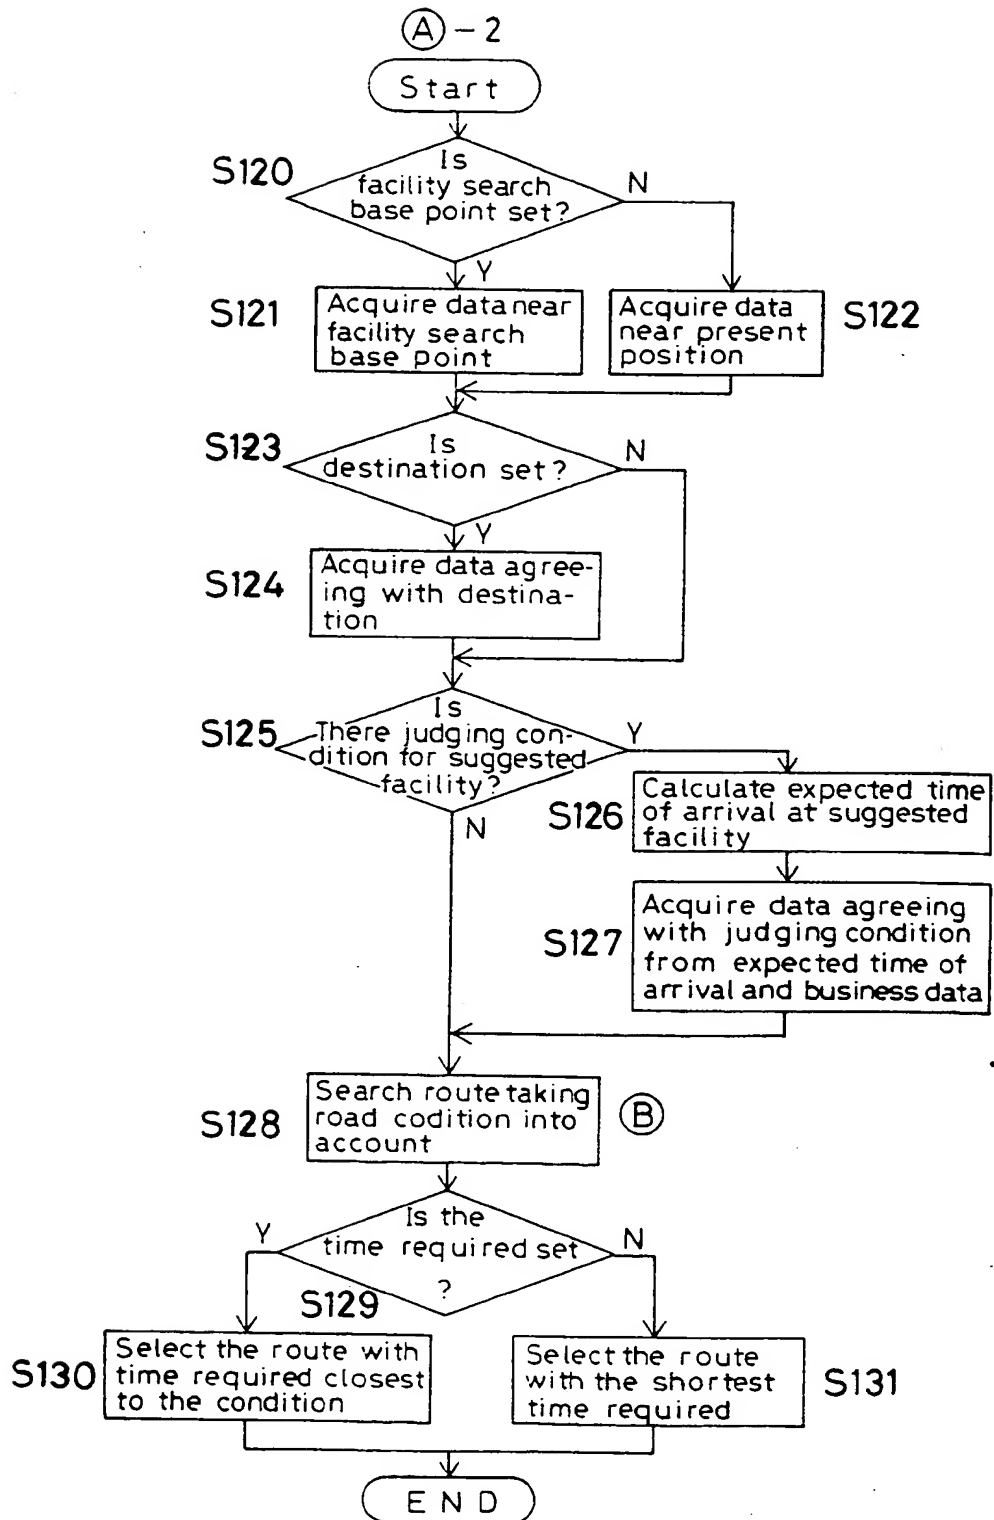 A - 2
Start
S120
Is
facility search
base point set?
N
Y
S121
Acquire data near
facility search
base point
Acquire data
near present
position
S122
S123
Is
destination set?
N
Y
S124
Acquire data agree-
ing with destina-
tion
S125
Is
There judging con-
dition for suggested
facility?
Y
N
S126
Calculate expected time
of arrival at suggested
facility
S127
Acquire data agreeing
with judging condition
from expected time of
arrival and business data
S128
Search route taking
road codition into
account
B
Is the
time required set
?
Y
N
S129
S130
Select the route with
time required closest
to the condition
Select the route
with the shortest
time required
S131
END